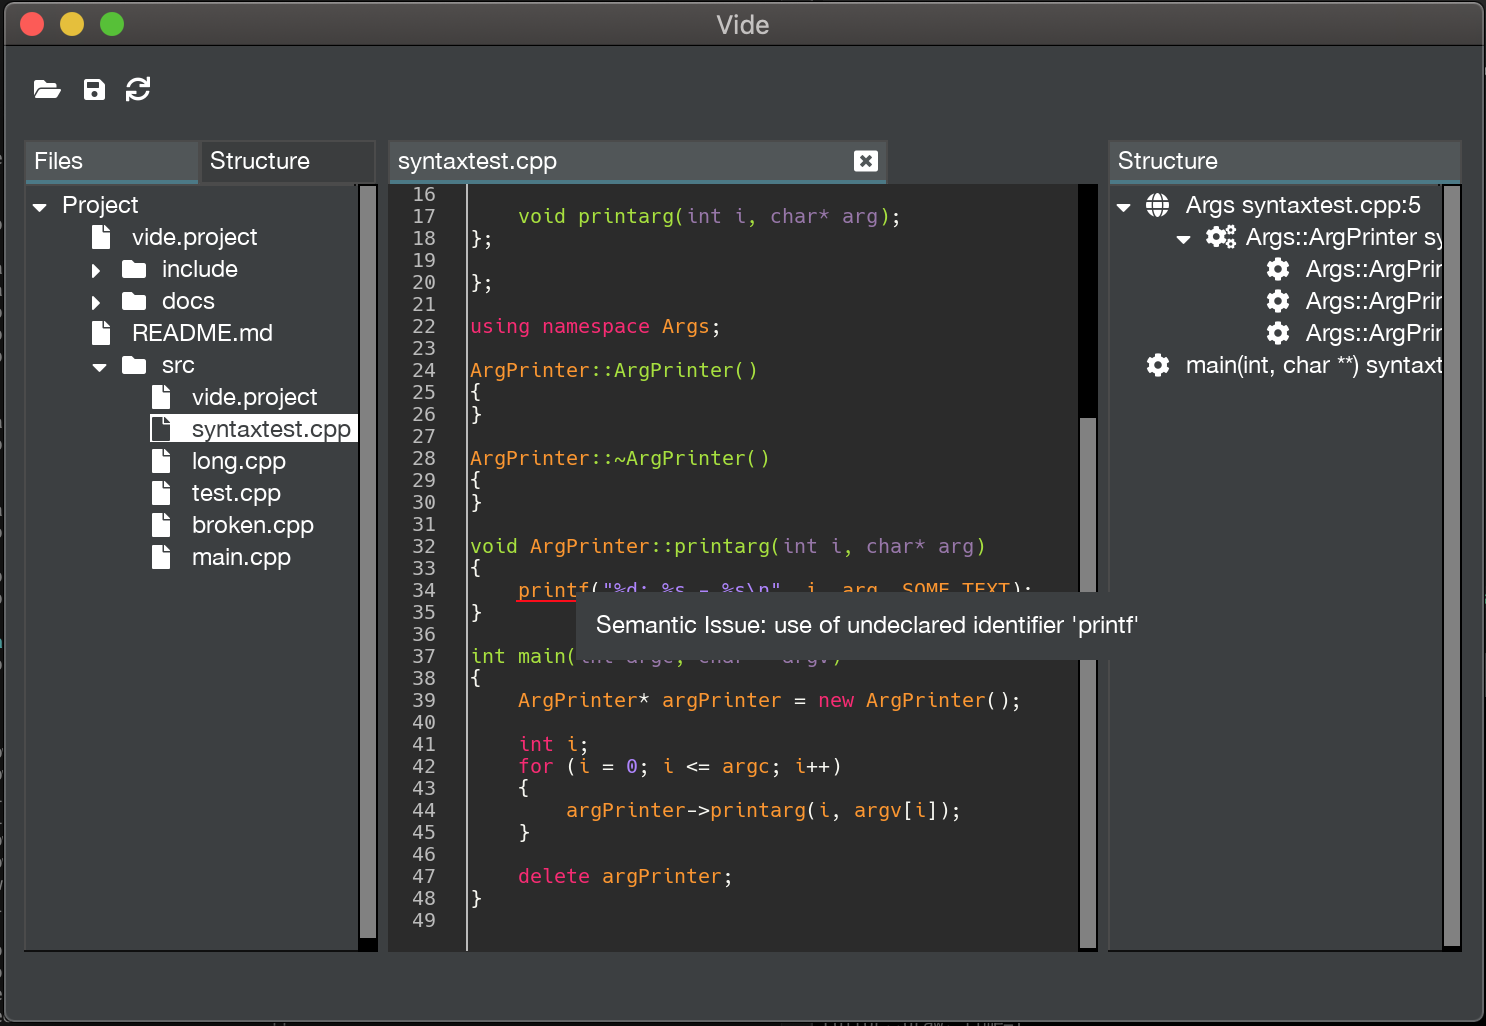 Vide
Files
Structure
Project
vide.project
include
docs
README.md
src
vide.project
syntaxtest.cpp
long.cpp
test.cpp
broken.cpp
main.cpp
syntaxtest.cpp
16
17 void printarg(int i, char* arg);
18 };
19
20 };
21
22 using namespace Args;
23
24 ArgPrinter::ArgPrinter()
25 {
26 }
27
28 ArgPrinter::~ArgPrinter()
29 {
30 }
31
32 void ArgPrinter::printarg(int i, char* arg)
33 {
34 printf("%d: %s - %s\n", i, arg, SOME_TEXT);
35 }
Semantic Issue: use of undeclared identifier 'printf'
36
37 int main(int argc, char** argv)
38 {
39 ArgPrinter* argPrinter = new ArgPrinter();
40
41 int i;
42 for (i = 0; i <= argc; i++)
43 {
44 argPrinter->printarg(i, argv[i]);
45 }
46
47 delete argPrinter;
48 }
49
Structure
Args syntaxtest.cpp:5
Args::ArgPrinter sy
Args::ArgPrir
Args::ArgPrir
Args::ArgPrir
main(int, char **) syntaxt